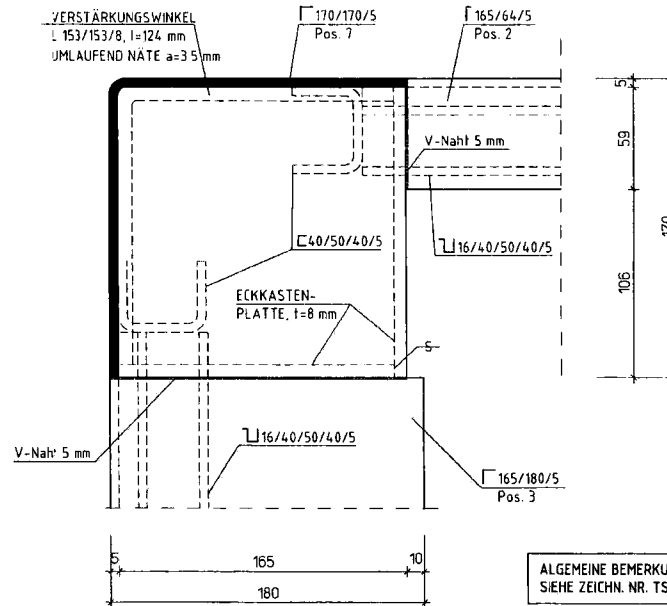 VERSTÄRKUNGSWINKEL
L 153/153/8, l=124 mm
UMLAUFEND NÄTE a=3.5 mm
170/170/5
Pos. 7
165/64/5
Pos. 2
5
59
V-Naht 5 mm
170
40/50/40/5
16/40/50/40/5
106
ECKKASTEN-
PLATTE, t=8 mm
S
V-Naht 5 mm
16/40/50/40/5
165/180/5
Pos. 3
5
165
10
180
ALGEMEINE BEMERKU
SIEHE ZEICHN. NR. TS